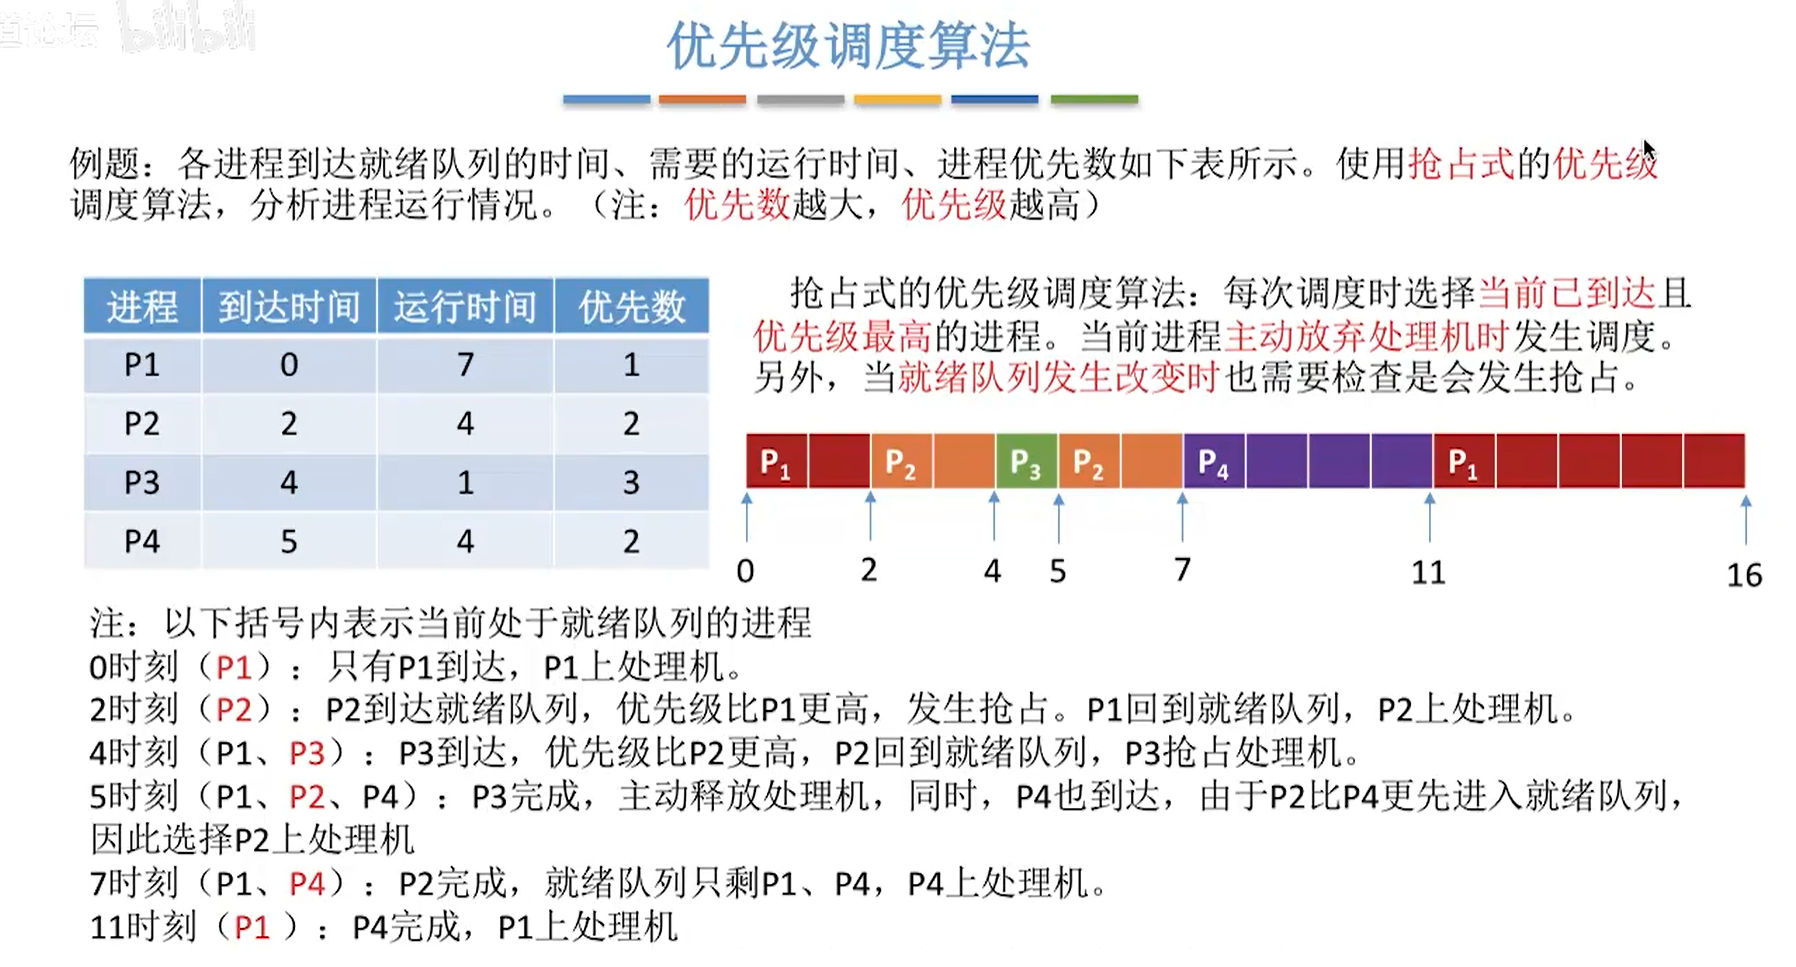 道论坛 bilibili
优先级调度算法
例题：各进程到达就绪队列的时间、需要的运行时间、进程优先数如下表所示。使用抢占式的优先级
调度算法，分析进程运行情况。（注：优先数越大，优先级越高）
进程 到达时间 运行时间 优先数
P1 0 7 1
P2 2 4 2
P3 4 1 3
P4 5 4 2
抢占式的优先级调度算法：每次调度时选择当前已到达且
优先级最高的进程。当前进程主动放弃处理机时发生调度。
另外，当就绪队列发生改变时也需要检查是会发生抢占。
P1 P2 P3 P2 P4 P1
0 2 4 5 7 11 16
注：以下括号内表示当前处于就绪队列的进程
0时刻（P1）：只有P1到达，P1上处理机。
2时刻（P2）：P2到达就绪队列，优先级比P1更高，发生抢占。P1回到就绪队列，P2上处理机。
4时刻（P1、P3）：P3到达，优先级比P2更高，P2回到就绪队列，P3抢占处理机。
5时刻（P1、P2、P4）：P3完成，主动释放处理机，同时，P4也到达，由于P2比P4更先进入就绪队列，
因此选择P2上处理机
7时刻（P1、P4）：P2完成，就绪队列只剩P1、P4，P4上处理机。
11时刻（P1 ）：P4完成，P1上处理机